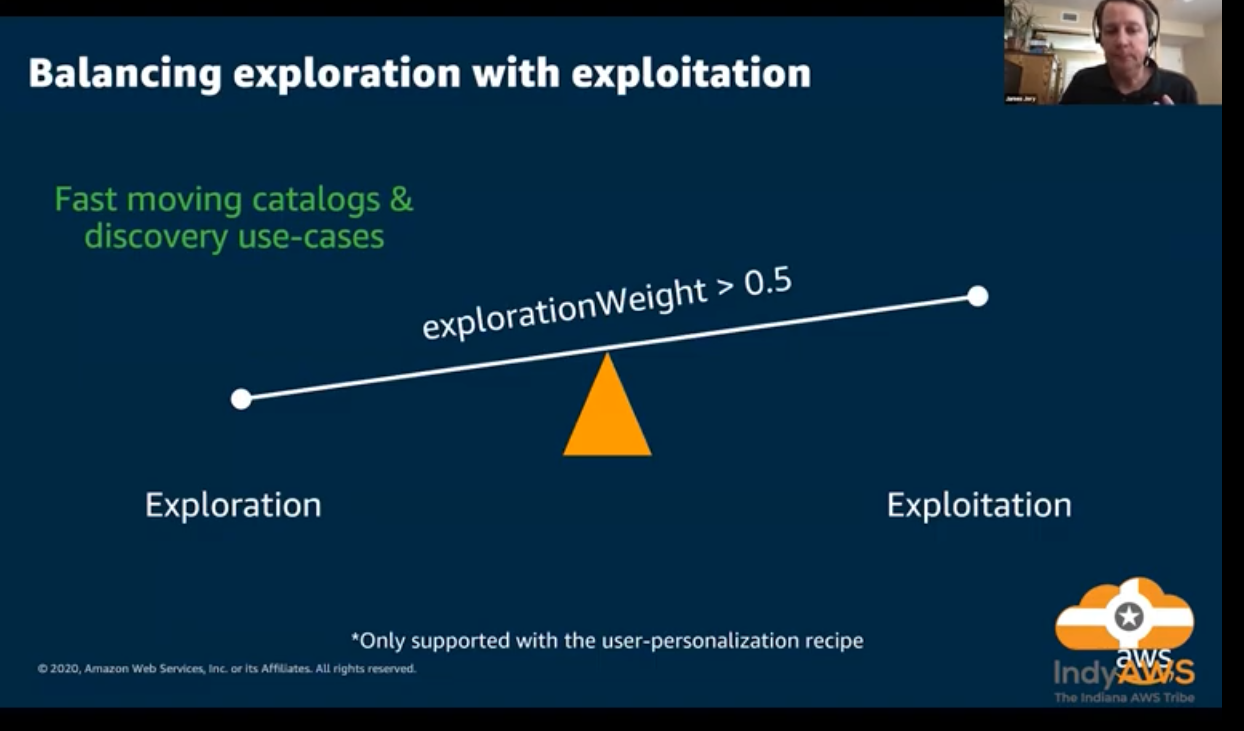 Balancing exploration with exploitation
James Jory
Fast moving catalogs &
discovery use-cases
explorationWeight > 0.5
Exploration
Exploitation
*Only supported with the user-personalization recipe
© 2020, Amazon Web Services, Inc. or its Affiliates. All rights reserved.
aws
IndyAWS
The Indiana AWS Tribe